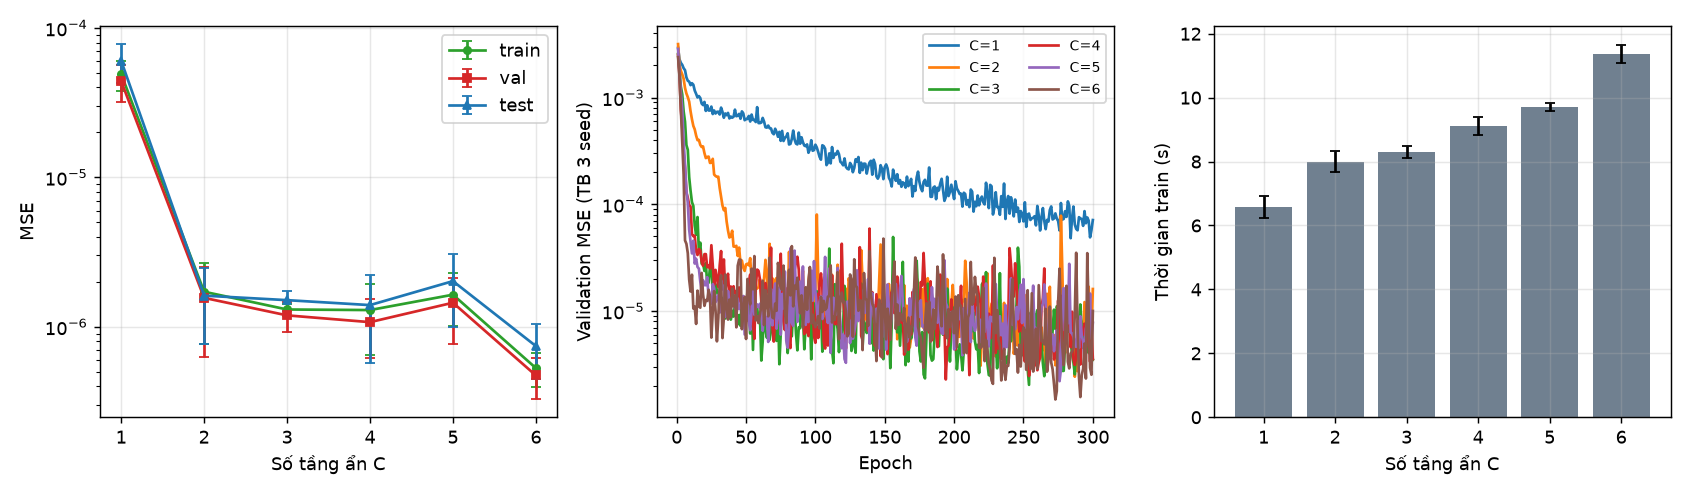 MSE
10⁻⁴
10⁻⁵
10⁻⁶
train
val
test
1 2 3 4 5 6
Số tầng ẩn C
Validation MSE (TB 3 seed)
10⁻³
10⁻⁴
10⁻⁵
C=1 C=4
C=2 C=5
C=3 C=6
0 50 100 150 200 250 300
Epoch
Thời gian train (s)
12
10
8
6
4
2
0
1 2 3 4 5 6
Số tầng ẩn C